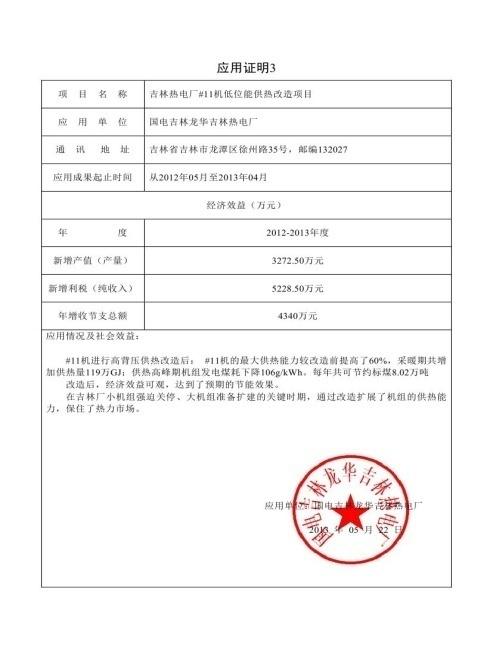 应用证明3
项 目 名 称 吉林热电厂#11机低位能供热改造项目
应 用 单 位 国电吉林龙华吉林热电厂
通 讯 地 址 吉林省吉林市龙潭区徐州路35号，邮编132027
应用成果起止时间 从2012年05月至2013年04月
经济效益（万元）
年 度 2012-2013年度
新增产值（产量） 3272.50万元
新增利税（纯收入） 5228.50万元
年增收节支总额 4340万元
应用情况及社会效益：
#11机进行高背压供热改造后： #11机的最大供热能力较改造前提高了60%，采暖期共增
加供热量119万GJ；供热高峰期机组发电煤耗下降106g/kWh。每年共可节约标煤8.02万吨
改造后，经济效益可观，达到了预期的节能效果。
在吉林厂小机组强迫关停、大机组准备扩建的关键时期，通过改造扩展了机组的供热能
力，保住了热力市场。
应用单位：国电吉林龙华吉林热电厂
2013 年 05 月 22 日
国电吉林龙华吉林热电厂